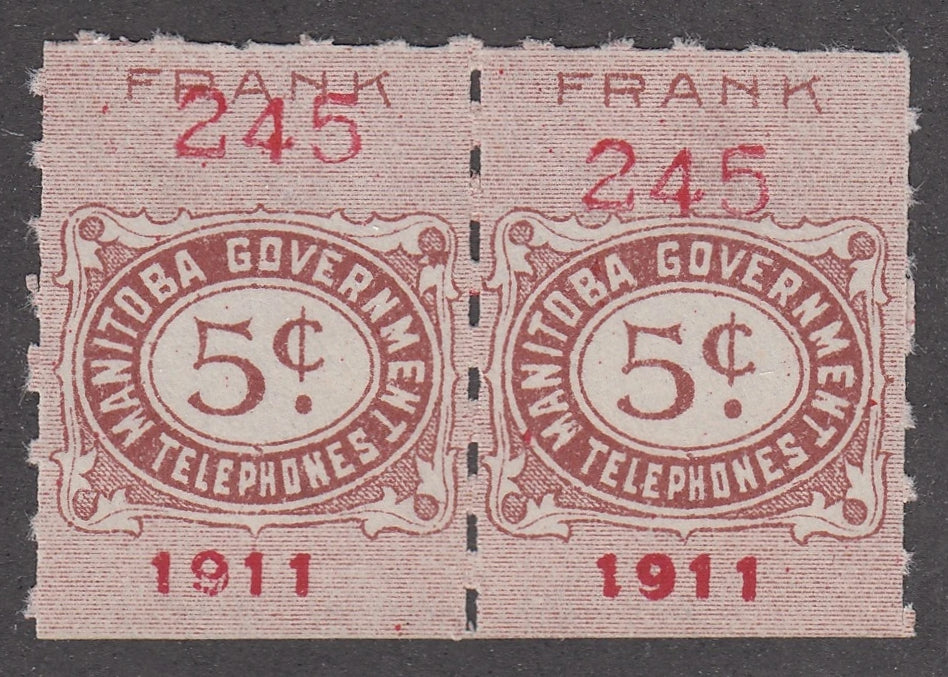 FRANK
245
MANITOBA GOVERNMENT
5¢
TELEPHONES
1911
FRANK
245
MANITOBA GOVERNMENT
5¢
TELEPHONES
1911